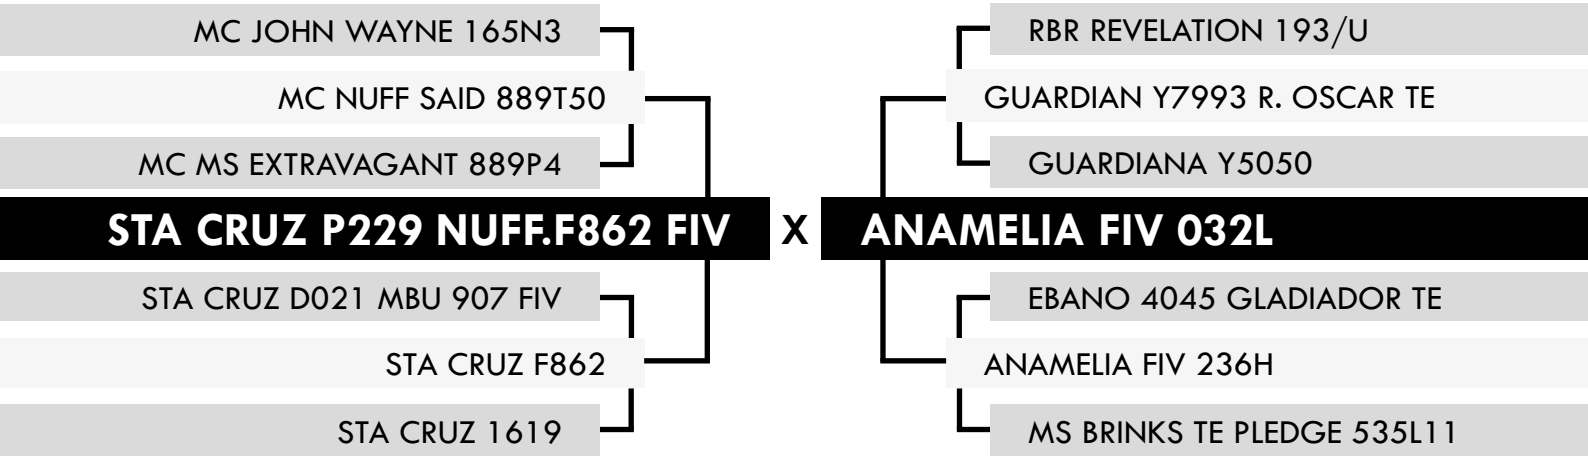 MC JOHN WAYNE 165N3
MC NUFF SAID 889T50
MC MS EXTRAVAGANT 889P4
STA CRUZ P229 NUFF.F862 FIV
STA CRUZ D021 MBU 907 FIV
STA CRUZ F862
STA CRUZ 1619
X
RBR REVELATION 193/U
GUARDIAN Y7993 R. OSCAR TE
GUARDIANA Y5050
ANAMELIA FIV 032L
EBANO 4045 GLADIADOR TE
ANAMELIA FIV 236H
MS BRINKS TE PLEDGE 535L11